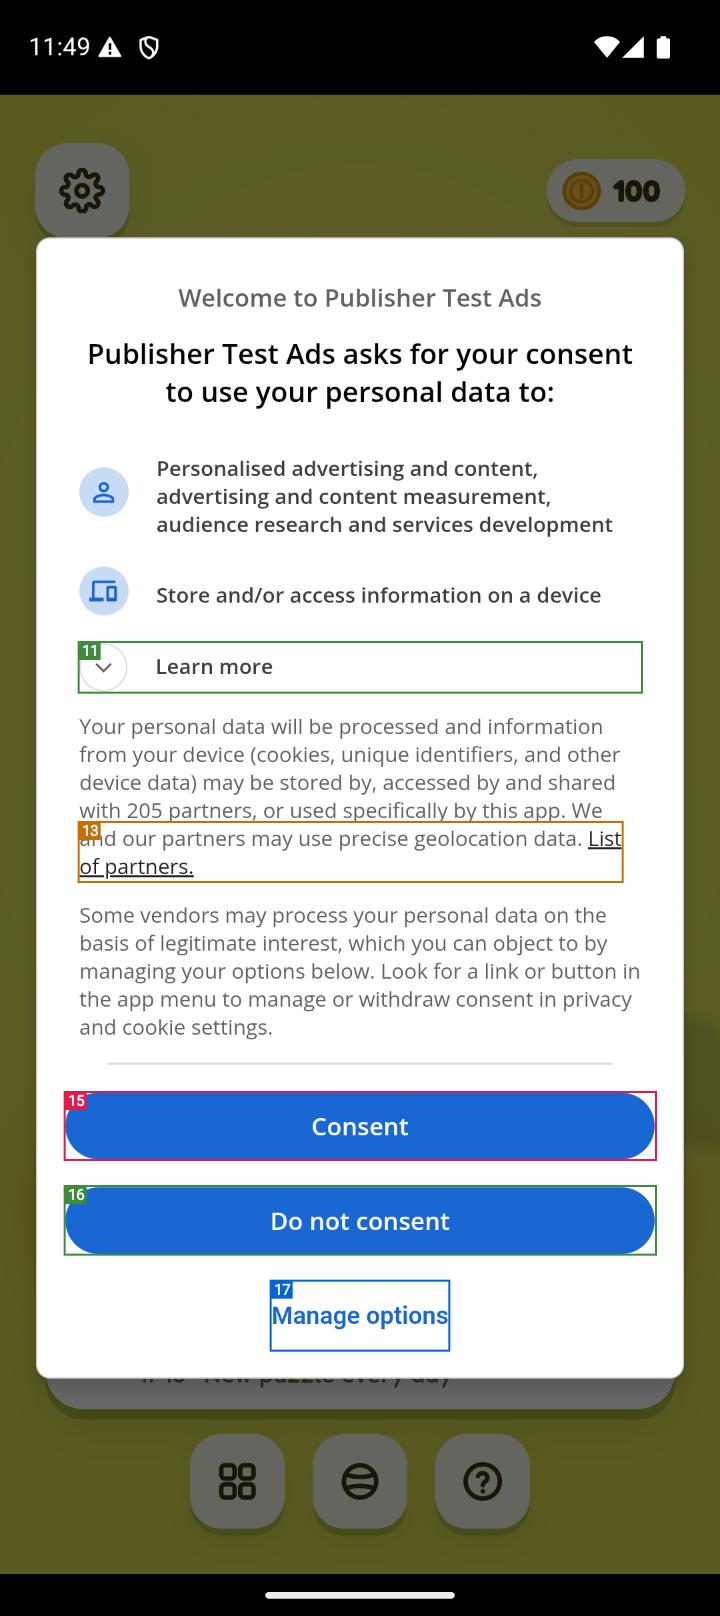 11:49
100
Welcome to Publisher Test Ads
Publisher Test Ads asks for your consent
to use your personal data to:
Personalised advertising and content,
advertising and content measurement,
audience research and services development
Store and/or access information on a device
11
Learn more
Your personal data will be processed and information
from your device (cookies, unique identifiers, and other
device data) may be stored by, accessed by and shared
with 205 partners, or used specifically by this app. We
13
and our partners may use precise geolocation data. List
of partners.
Some vendors may process your personal data on the
basis of legitimate interest, which you can object to by
managing your options below. Look for a link or button in
the app menu to manage or withdraw consent in privacy
and cookie settings.
15
Consent
16
Do not consent
17
Manage options
New puzzle every day